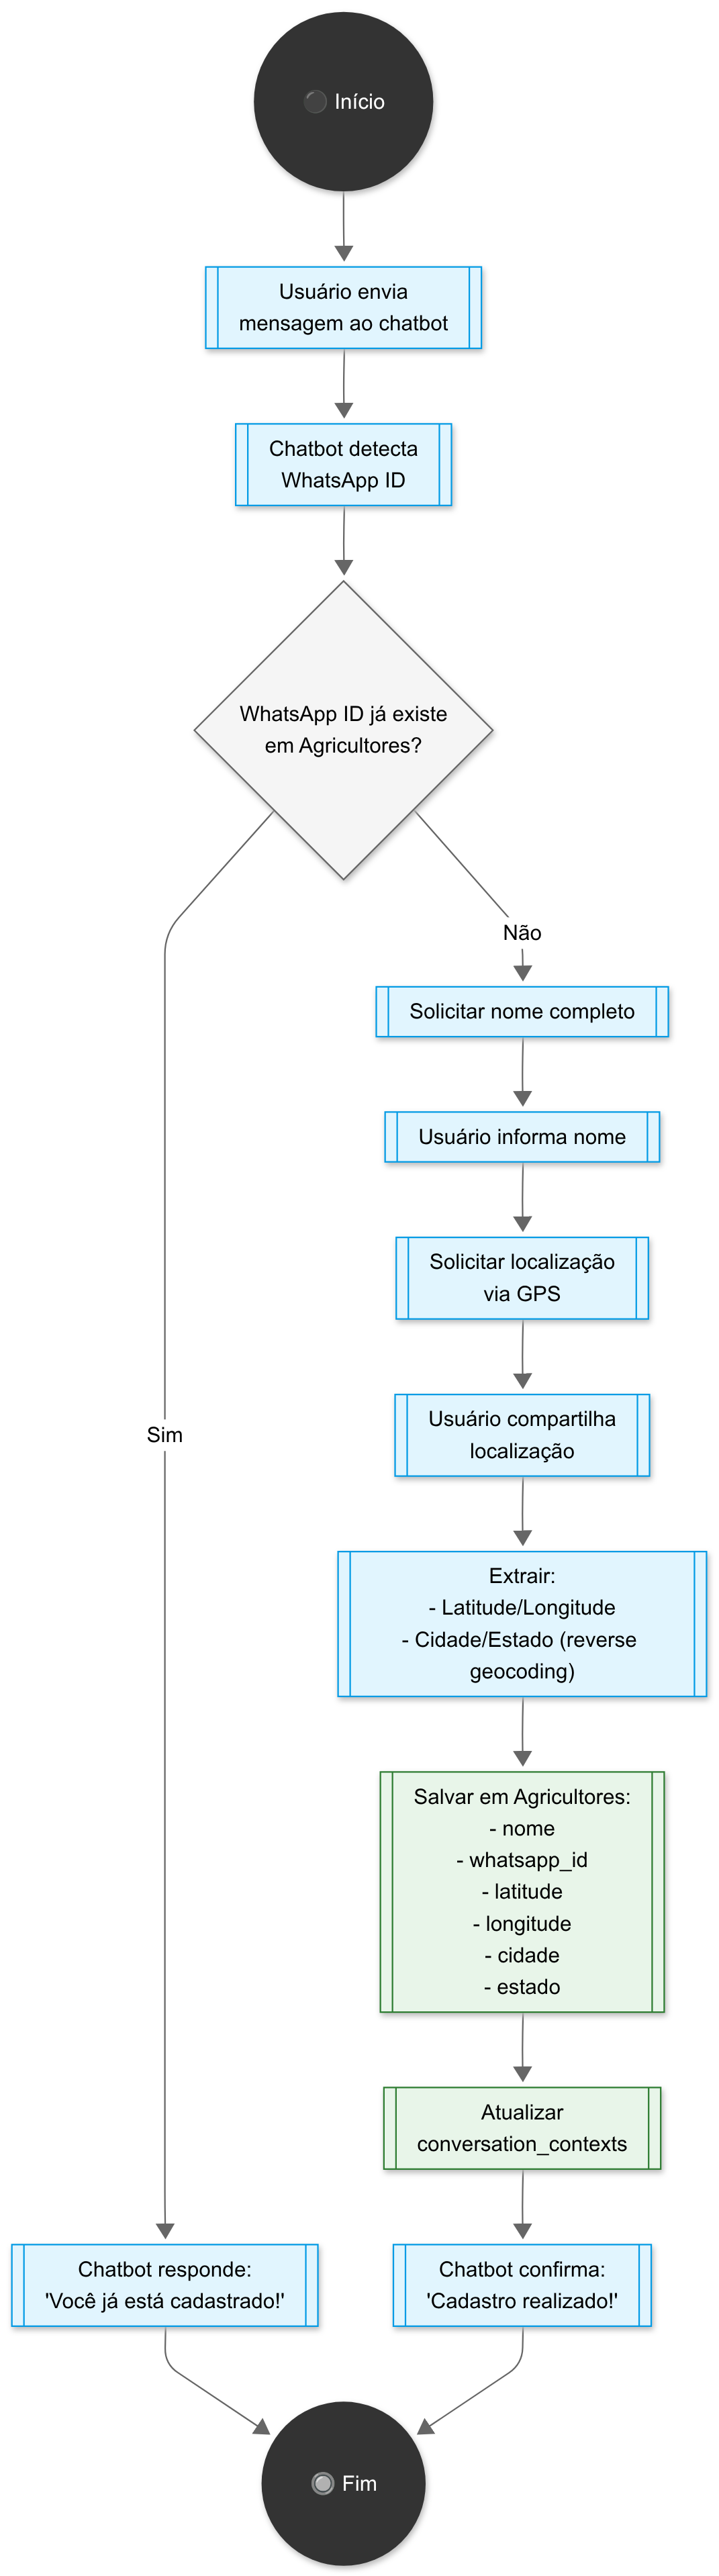 Início
Usuário envia
mensagem ao chatbot
Chatbot detecta
WhatsApp ID
WhatsApp ID já existe
em Agricultores?
Não
Solicitar nome completo
Usuário informa nome
Solicitar localização
via GPS
Usuário compartilha
localização
Sim
Extrair:
- Latitude/Longitude
- Cidade/Estado (reverse
geocoding)
Salvar em Agricultores:
- nome
- whatsapp_id
- latitude
- longitude
- cidade
- estado
Atualizar
conversation_contexts
Chatbot responde:
'Você já está cadastrado!'
Chatbot confirma:
'Cadastro realizado!'
Fim